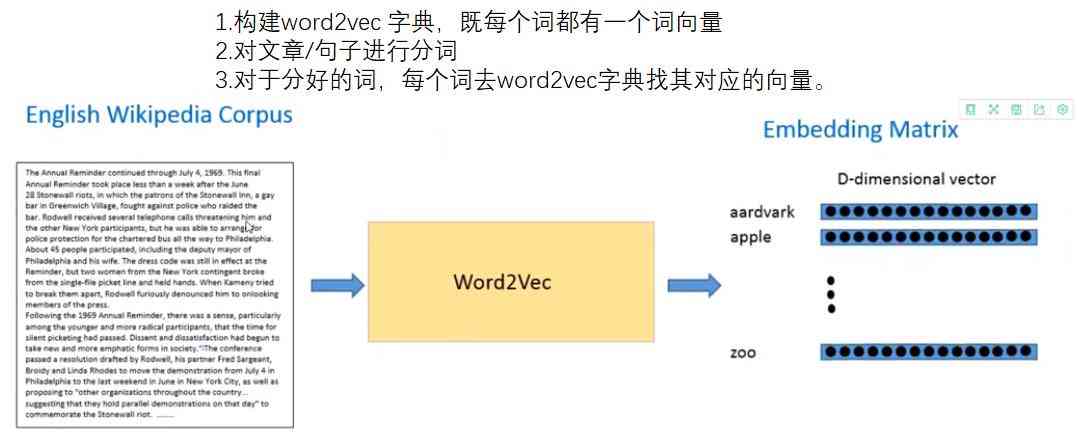 1.构建word2vec 字典，既每个词都有一个词向量
2.对文章/句子进行分词
3.对于分好的词，每个词去word2vec字典找其对应的向量。
English Wikipedia Corpus
Embedding Matrix
The Annual Reminder continued through July 4, 1969. This final
Annual Reminder took place less than a week after the June
28 Stonewall riots, in which the patrons of the Stonewall Inn, a gay
bar in Greenwich Village, fought against police who raided the
bar. Rodwell received several telephone calls threatening him and
the other New York participants, but he was able to arrange for
police protection for the chartered bus all the way to Philadelphia.
About 45 people participated, including the deputy mayor of
Philadelphia and his wife. The dress code was still in effect at the
Reminder, but two women from the New York contingent broke
from the single-file picket line and held hands. When Kameny tried
to break them apart, Rodwell furiously denounced him to onlooking
members of the press.
Following the 1969 Annual Reminder, there was a sense, particularly
among the younger and more radical participants, that the time for
silent picketing had passed. Dissent and dissatisfaction had begun to
take new and more emphatic forms in society."The conference
passed a resolution drafted by Rodwell, his partner Fred Sargeant,
Broidy and Linda Rhodes to move the demonstration from July 4 in
Philadelphia to the last weekend in June in New York City, as well as
proposing to "other organizations throughout the country...
suggesting that they hold parallel demonstrations on that day" to
commemorate the Stonewall riot. ........
Word2Vec
D-dimensional vector
aardvark
apple
zoo